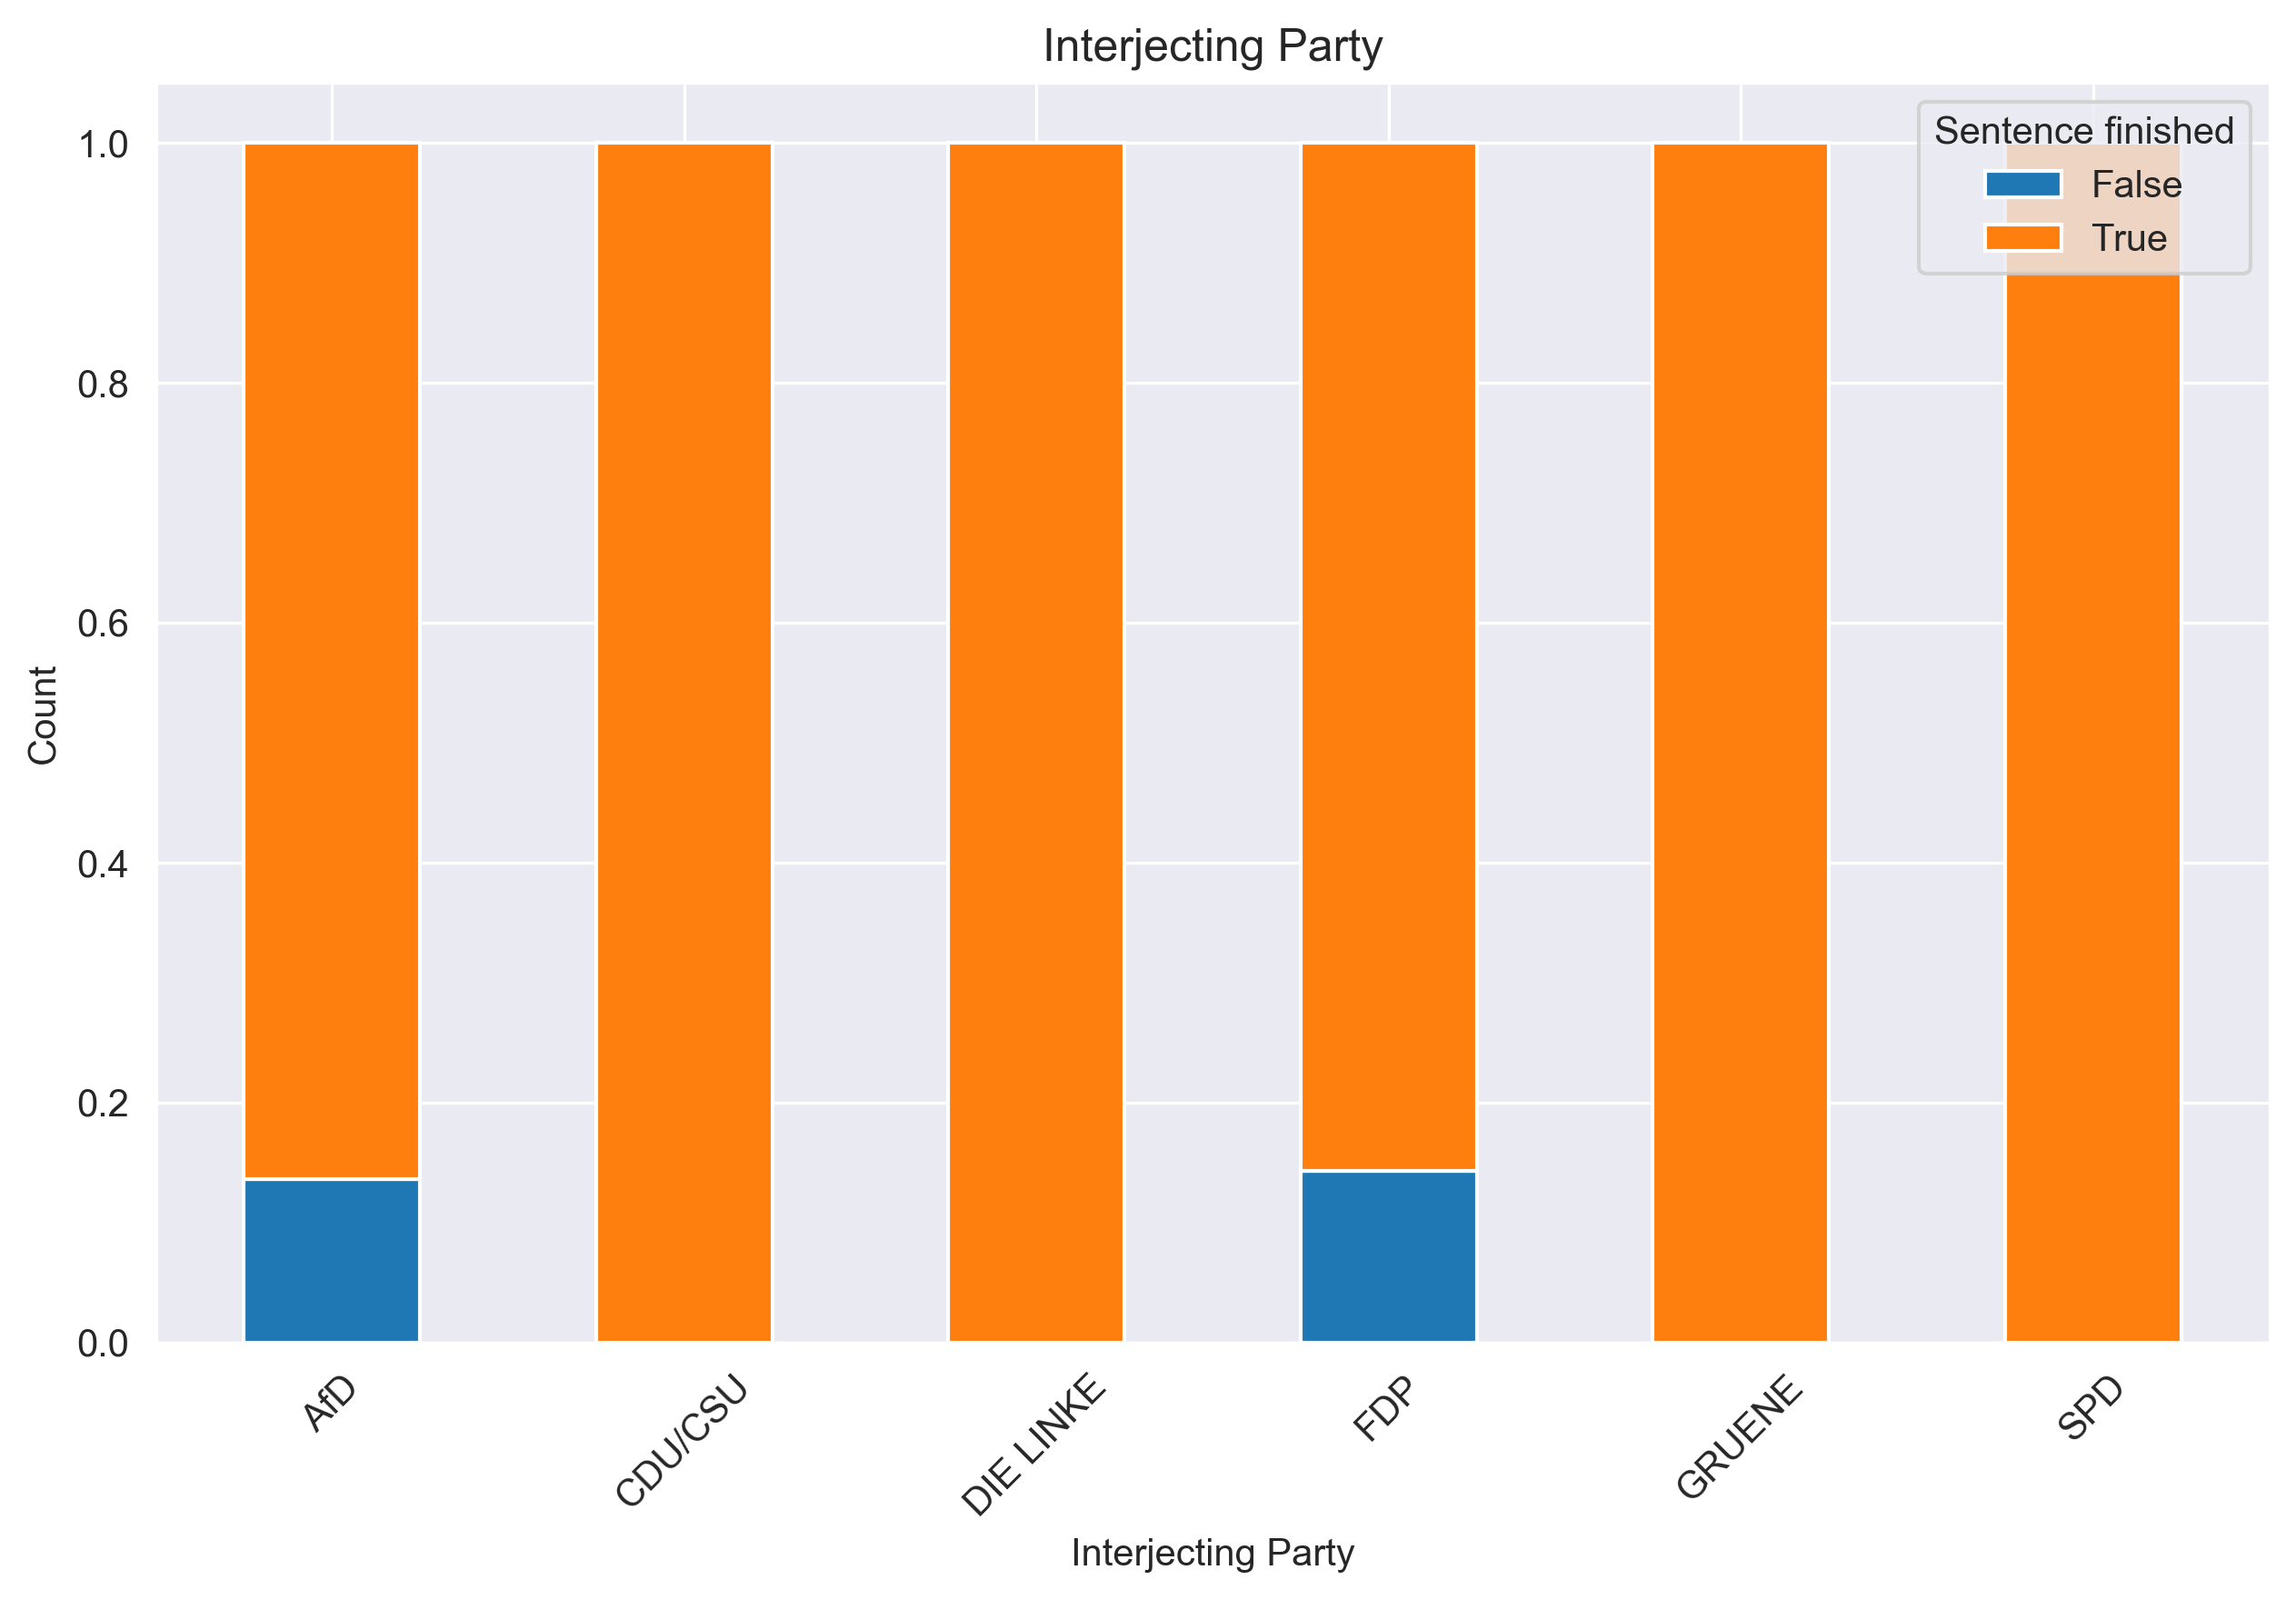 Interjecting Party
Sentence finished
False
True
1.0
0.8
0.6
0.4
0.2
0.0
Count
AfD
CDU/CSU
DIE LINKE
FDP
GRUENE
SPD
Interjecting Party